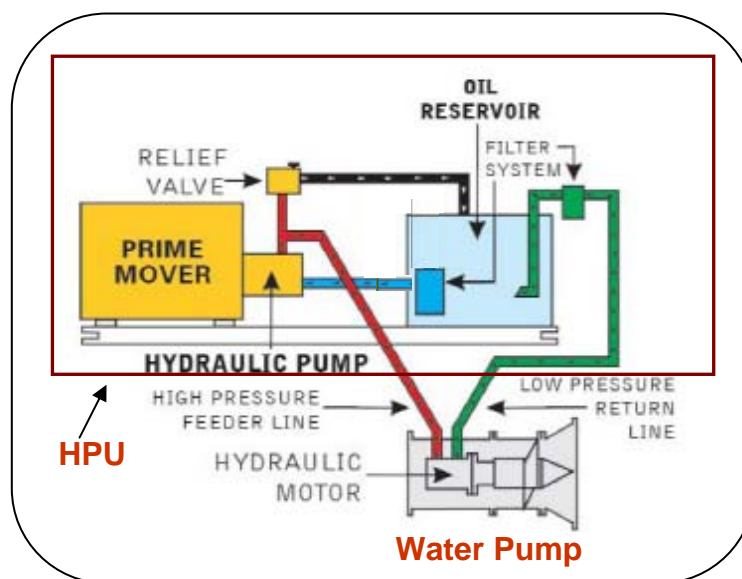 OIL
RESERVOIR
RELIEF
VALVE
FILTER
SYSTEM
PRIME
MOVER
HYDRAULIC PUMP
HIGH PRESSURE
FEEDER LINE
LOW PRESSURE
RETURN
LINE
HPU
HYDRAULIC
MOTOR
Water Pump